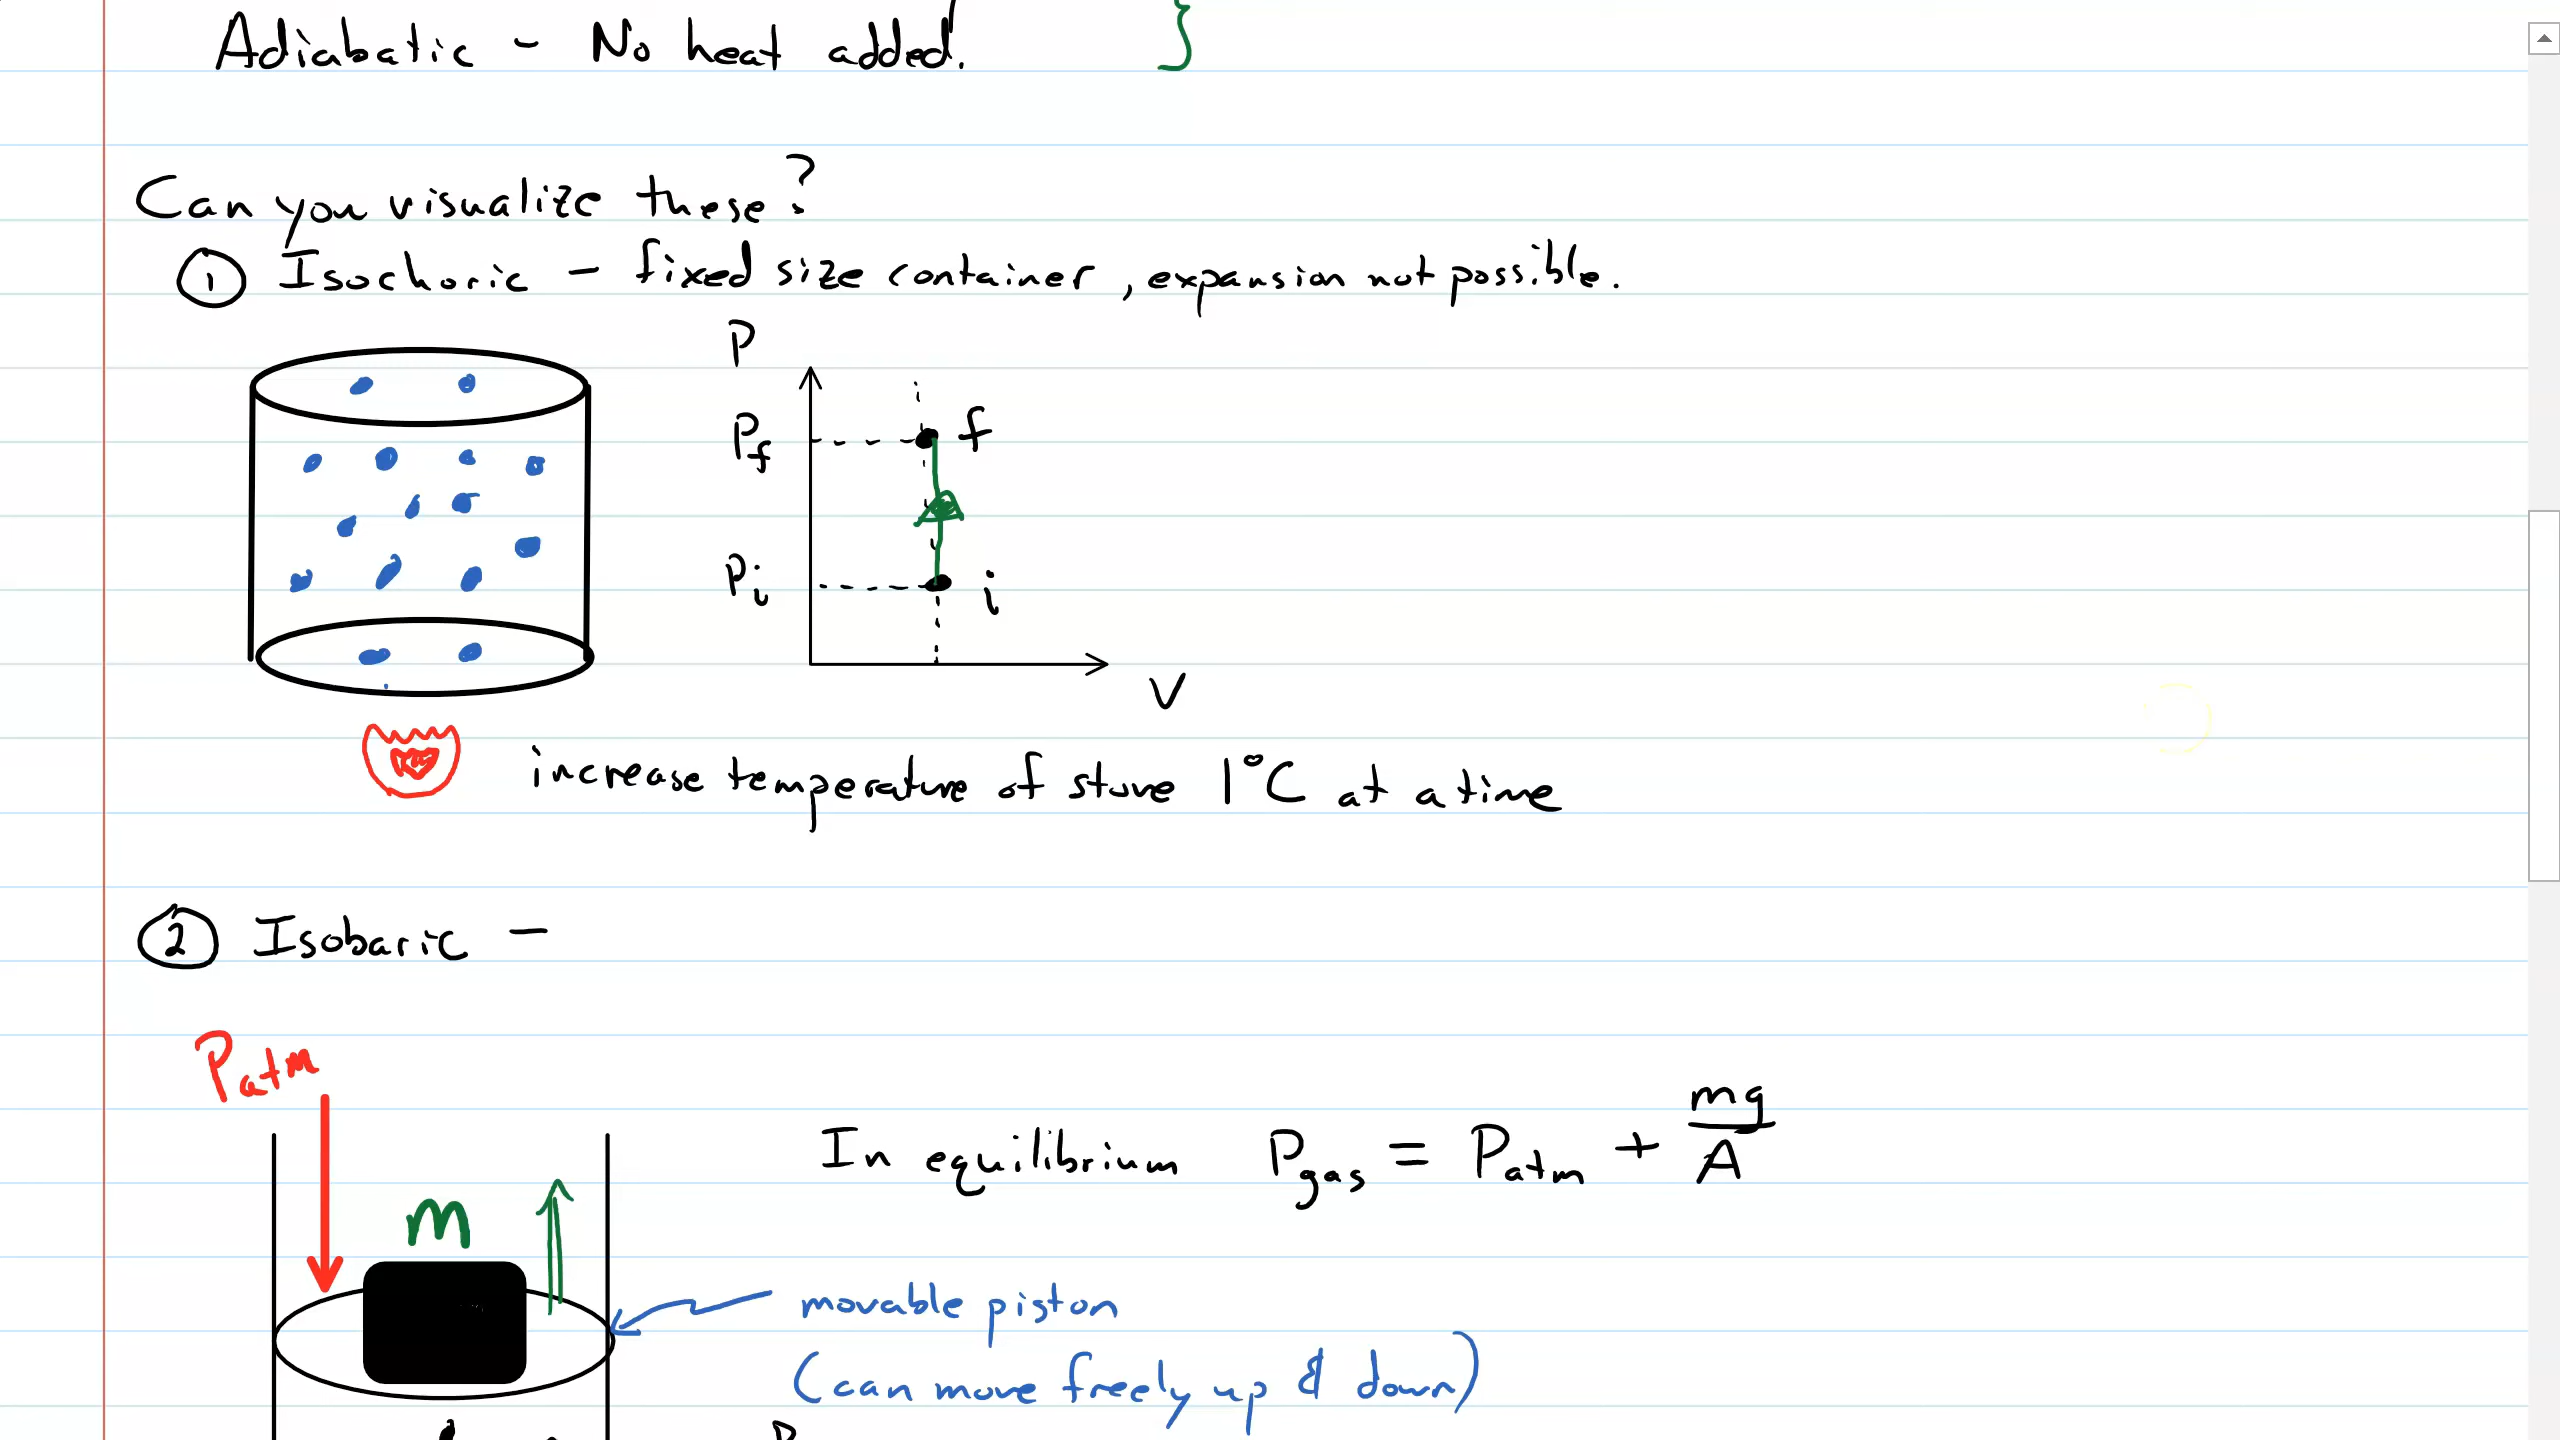 Adiabatic - No heat added.
Can you visualize these?
① Isochoric - fixed size container, expansion not possible.
P
Pf f
Pi i
V
increase temperature of stove 1°C at a time
② Isobaric -
Patm
In equilibrium Pgas = Patm + mg/A
m
movable piston
(can move freely up & down)